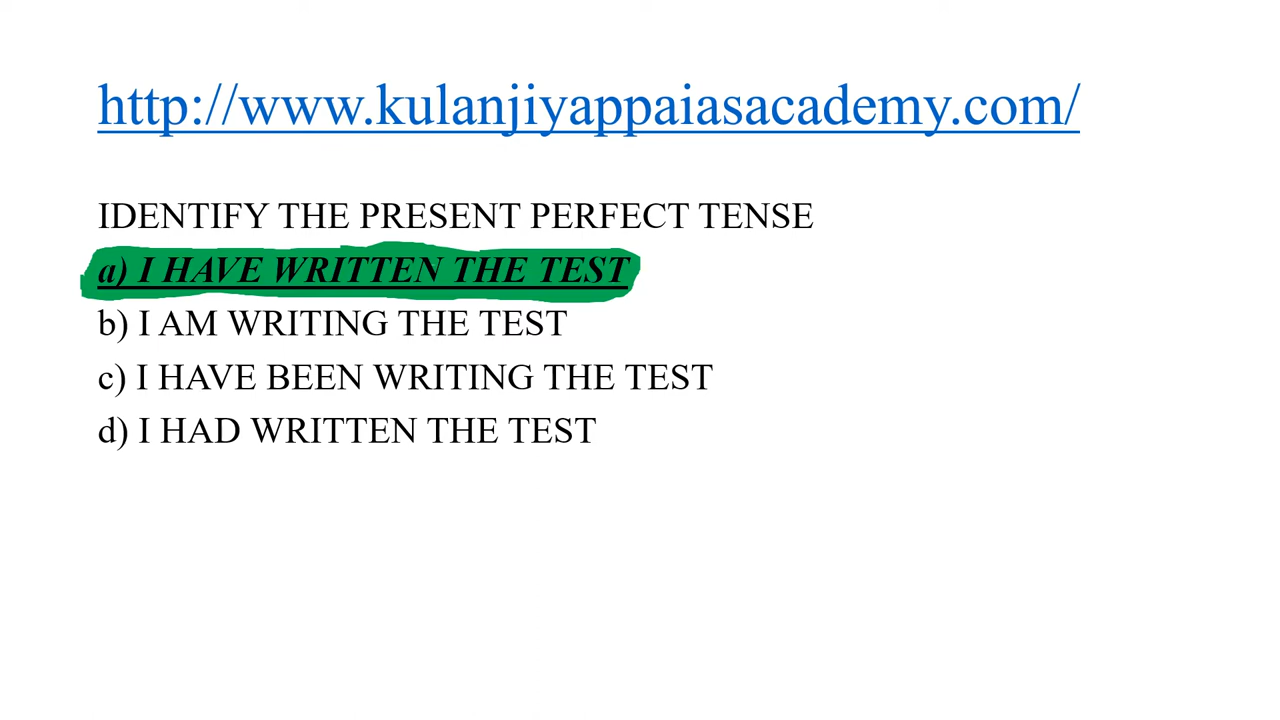 http://www.kulanjiyappaiasacademy.com/
IDENTIFY THE PRESENT PERFECT TENSE
a) I HAVE WRITTEN THE TEST
b) I AM WRITING THE TEST
c) I HAVE BEEN WRITING THE TEST
d) I HAD WRITTEN THE TEST